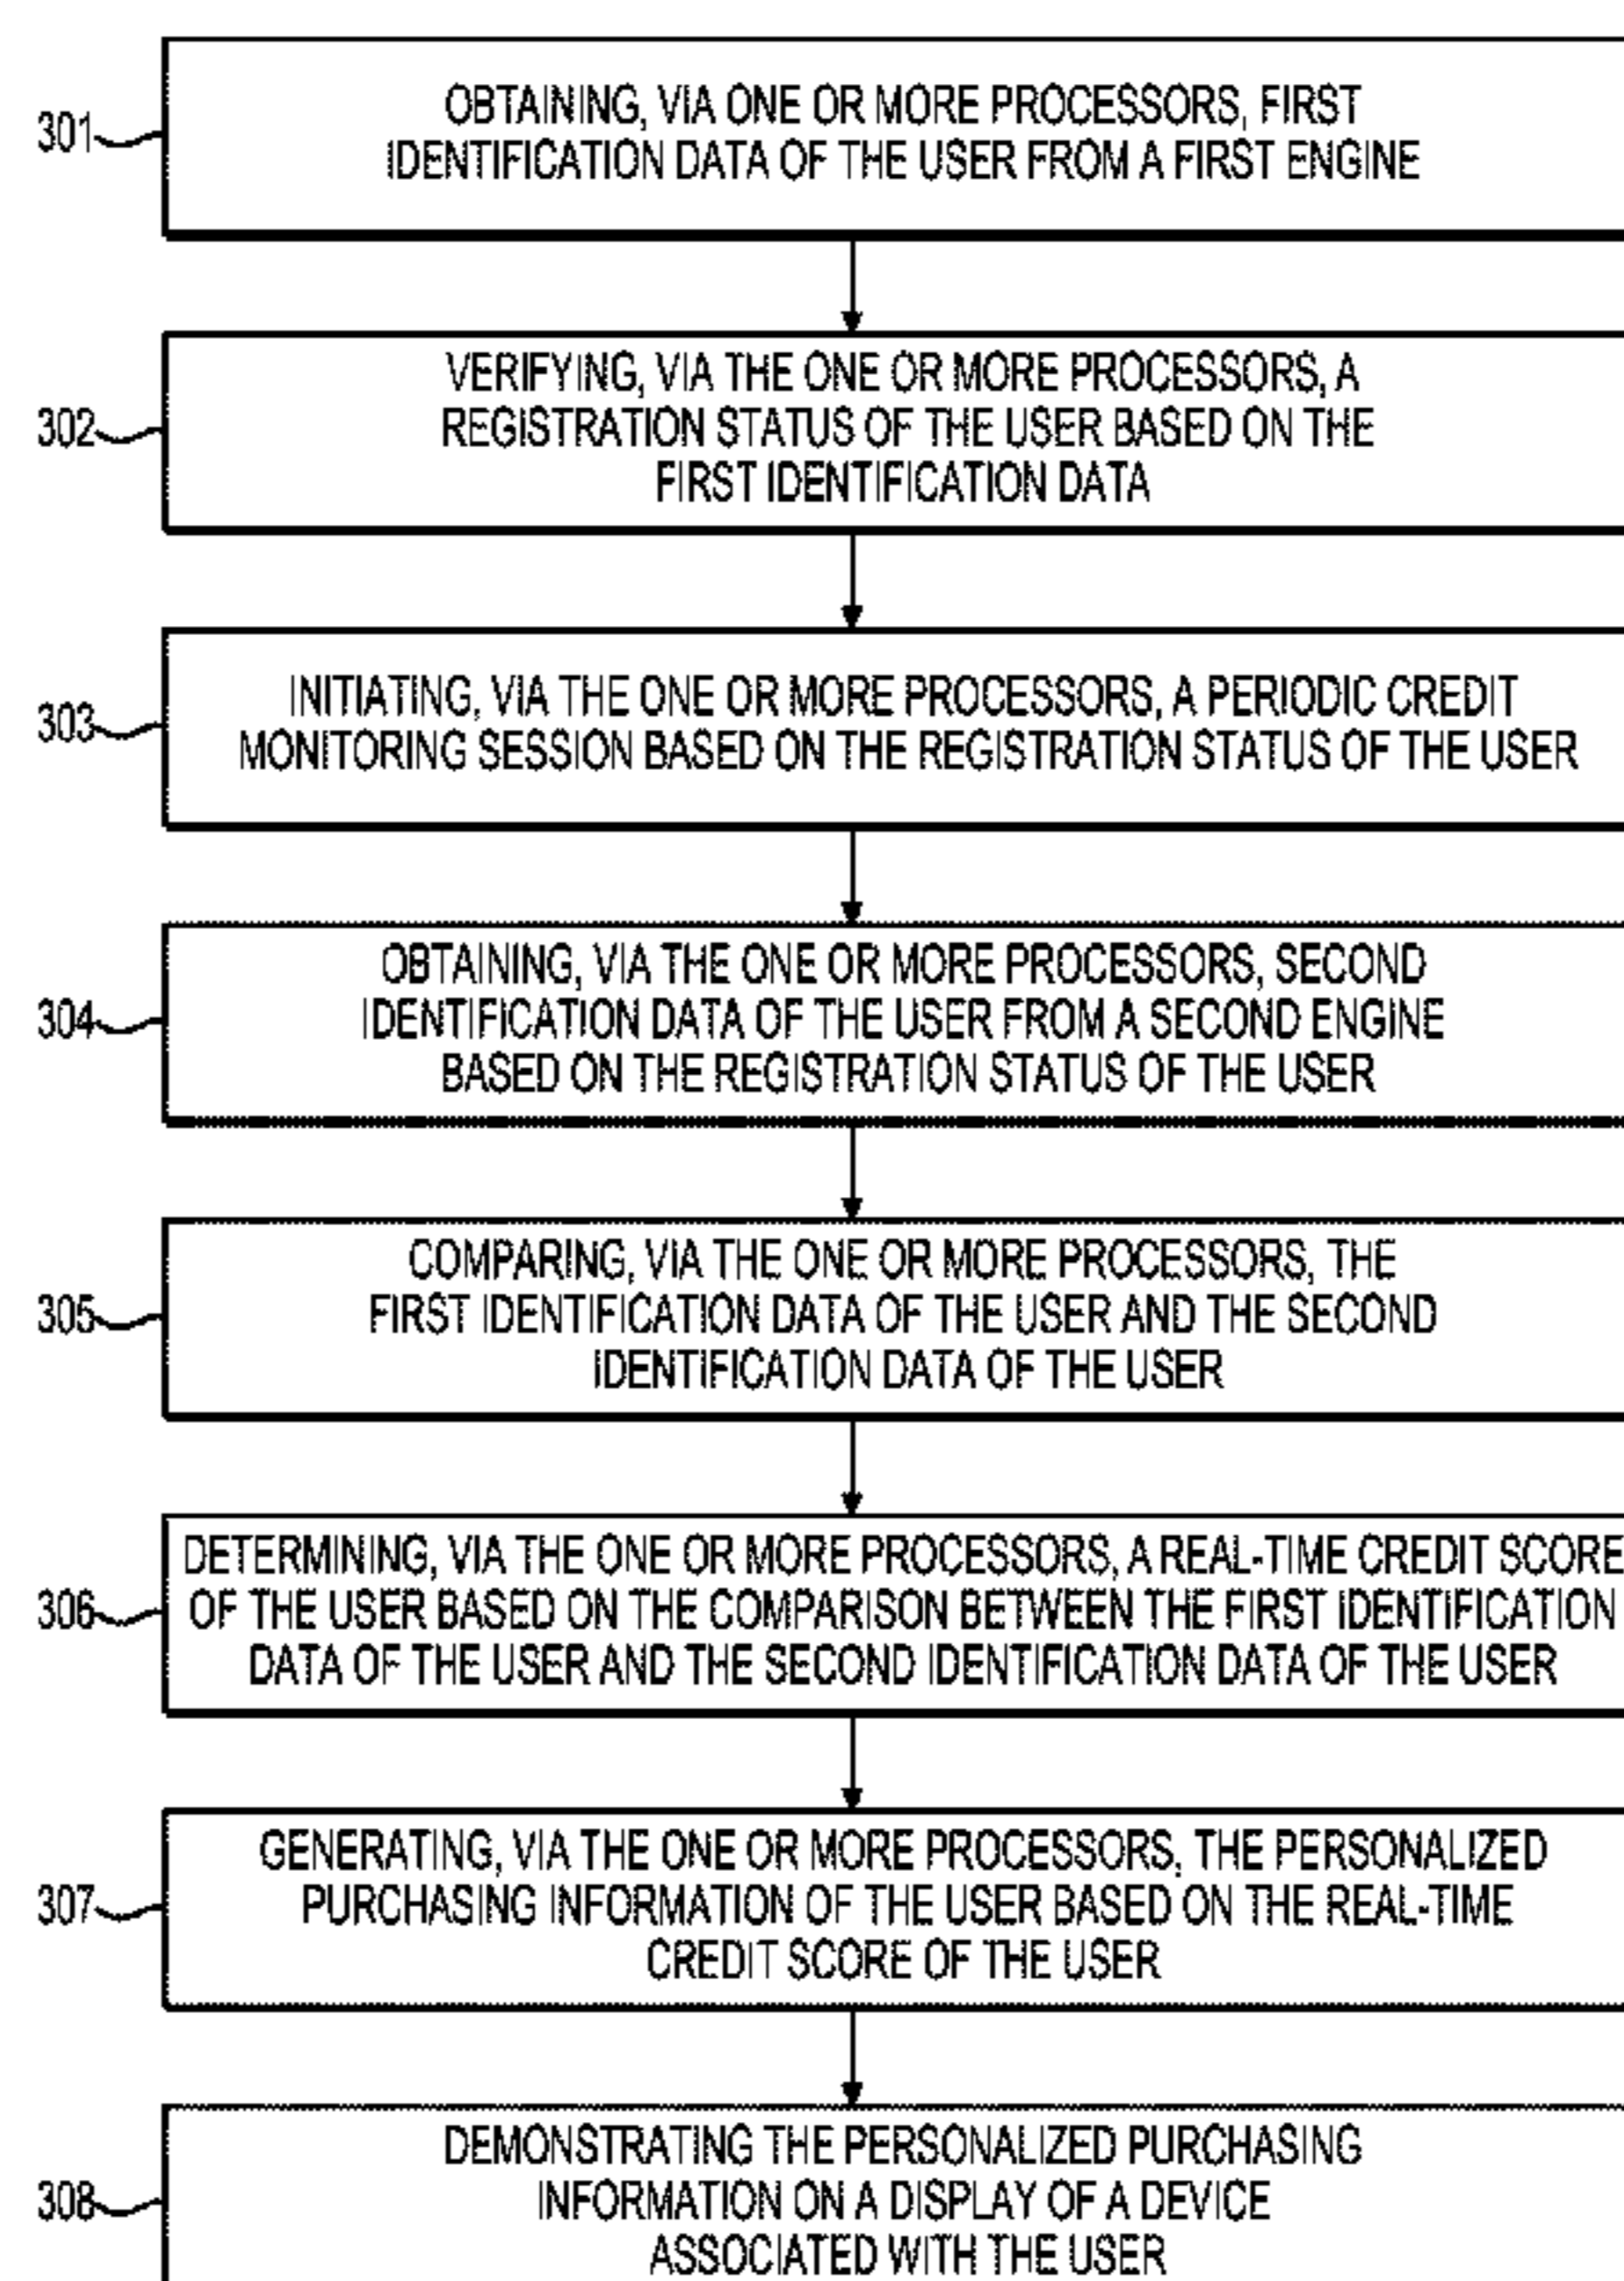 301
OBTAINING, VIA ONE OR MORE PROCESSORS, FIRST
IDENTIFICATION DATA OF THE USER FROM A FIRST ENGINE
302
VERIFYING, VIA THE ONE OR MORE PROCESSORS, A
REGISTRATION STATUS OF THE USER BASED ON THE
FIRST IDENTIFICATION DATA
303
INITIATING, VIA THE ONE OR MORE PROCESSORS, A PERIODIC CREDIT
MONITORING SESSION BASED ON THE REGISTRATION STATUS OF THE USER
304
OBTAINING, VIA THE ONE OR MORE PROCESSORS, SECOND
IDENTIFICATION DATA OF THE USER FROM A SECOND ENGINE
BASED ON THE REGISTRATION STATUS OF THE USER
305
COMPARING, VIA THE ONE OR MORE PROCESSORS, THE
FIRST IDENTIFICATION DATA OF THE USER AND THE SECOND
IDENTIFICATION DATA OF THE USER
306
DETERMINING, VIA THE ONE OR MORE PROCESSORS, A REAL-TIME CREDIT SCORE
OF THE USER BASED ON THE COMPARISON BETWEEN THE FIRST IDENTIFICATION
DATA OF THE USER AND THE SECOND IDENTIFICATION DATA OF THE USER
307
GENERATING, VIA THE ONE OR MORE PROCESSORS, THE PERSONALIZED
PURCHASING INFORMATION OF THE USER BASED ON THE REAL-TIME
CREDIT SCORE OF THE USER
308
DEMONSTRATING THE PERSONALIZED PURCHASING
INFORMATION ON A DISPLAY OF A DEVICE
ASSOCIATED WITH THE USER